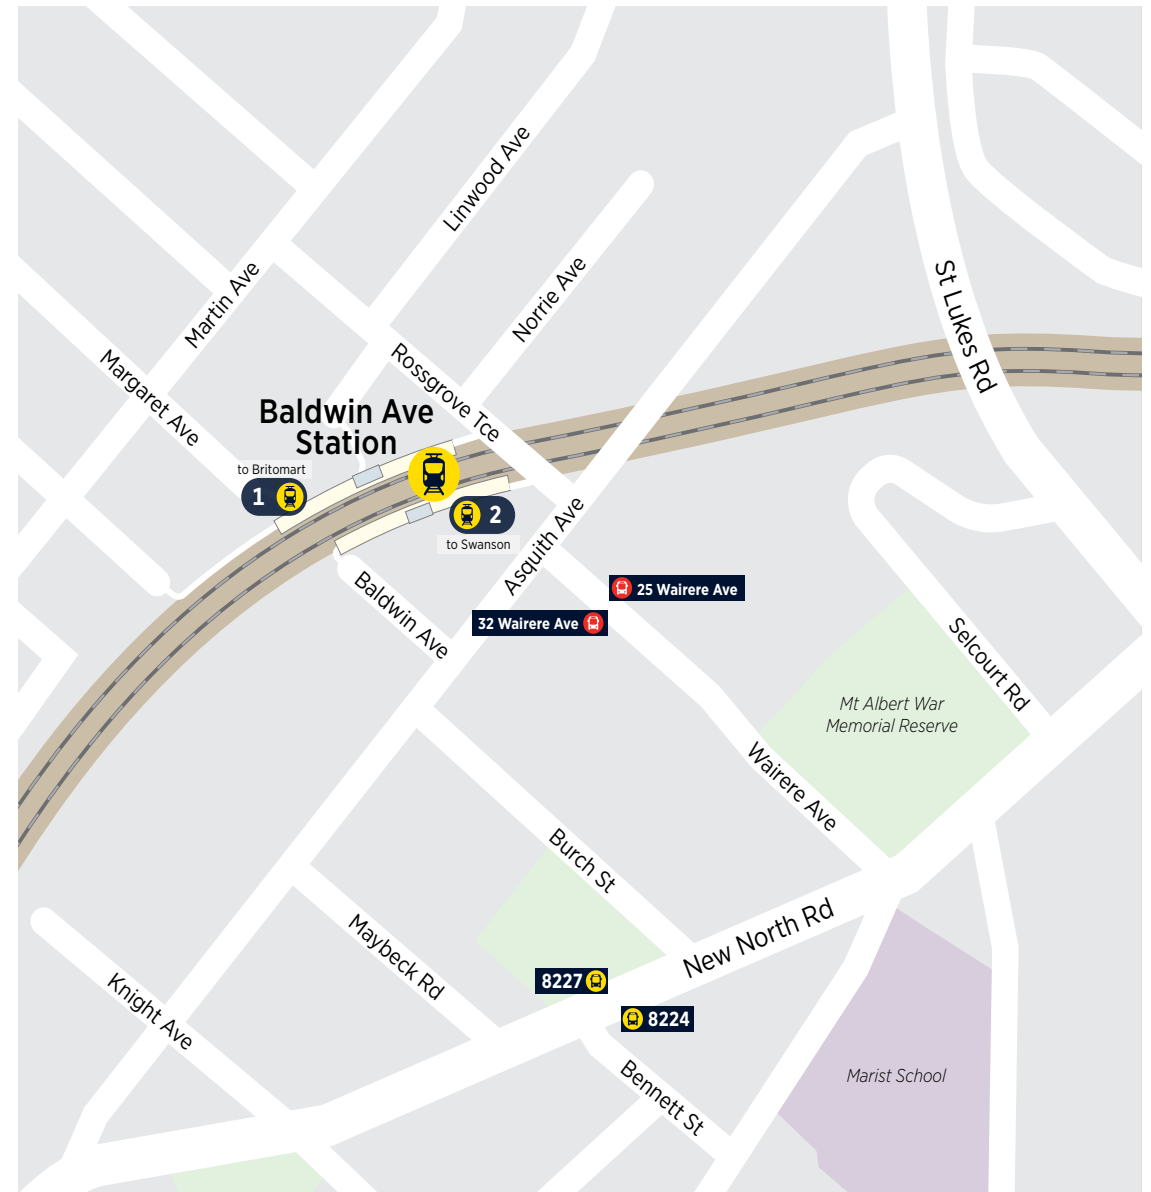 Linwood Ave
Martin Ave
Norrie Ave
St Lukes Rd
Margaret Ave
Rossgrove Tce
Baldwin Ave
Station
to Britomart
1
2
to Swanson
Asquith Ave
Baldwin Ave
25 Wairere Ave
32 Wairere Ave
Selcourt Rd
Mt Albert War
Memorial Reserve
Wairere Ave
Burch St
New North Rd
Maybeck Rd
8227
8224
Knight Ave
Bennett St
Marist School